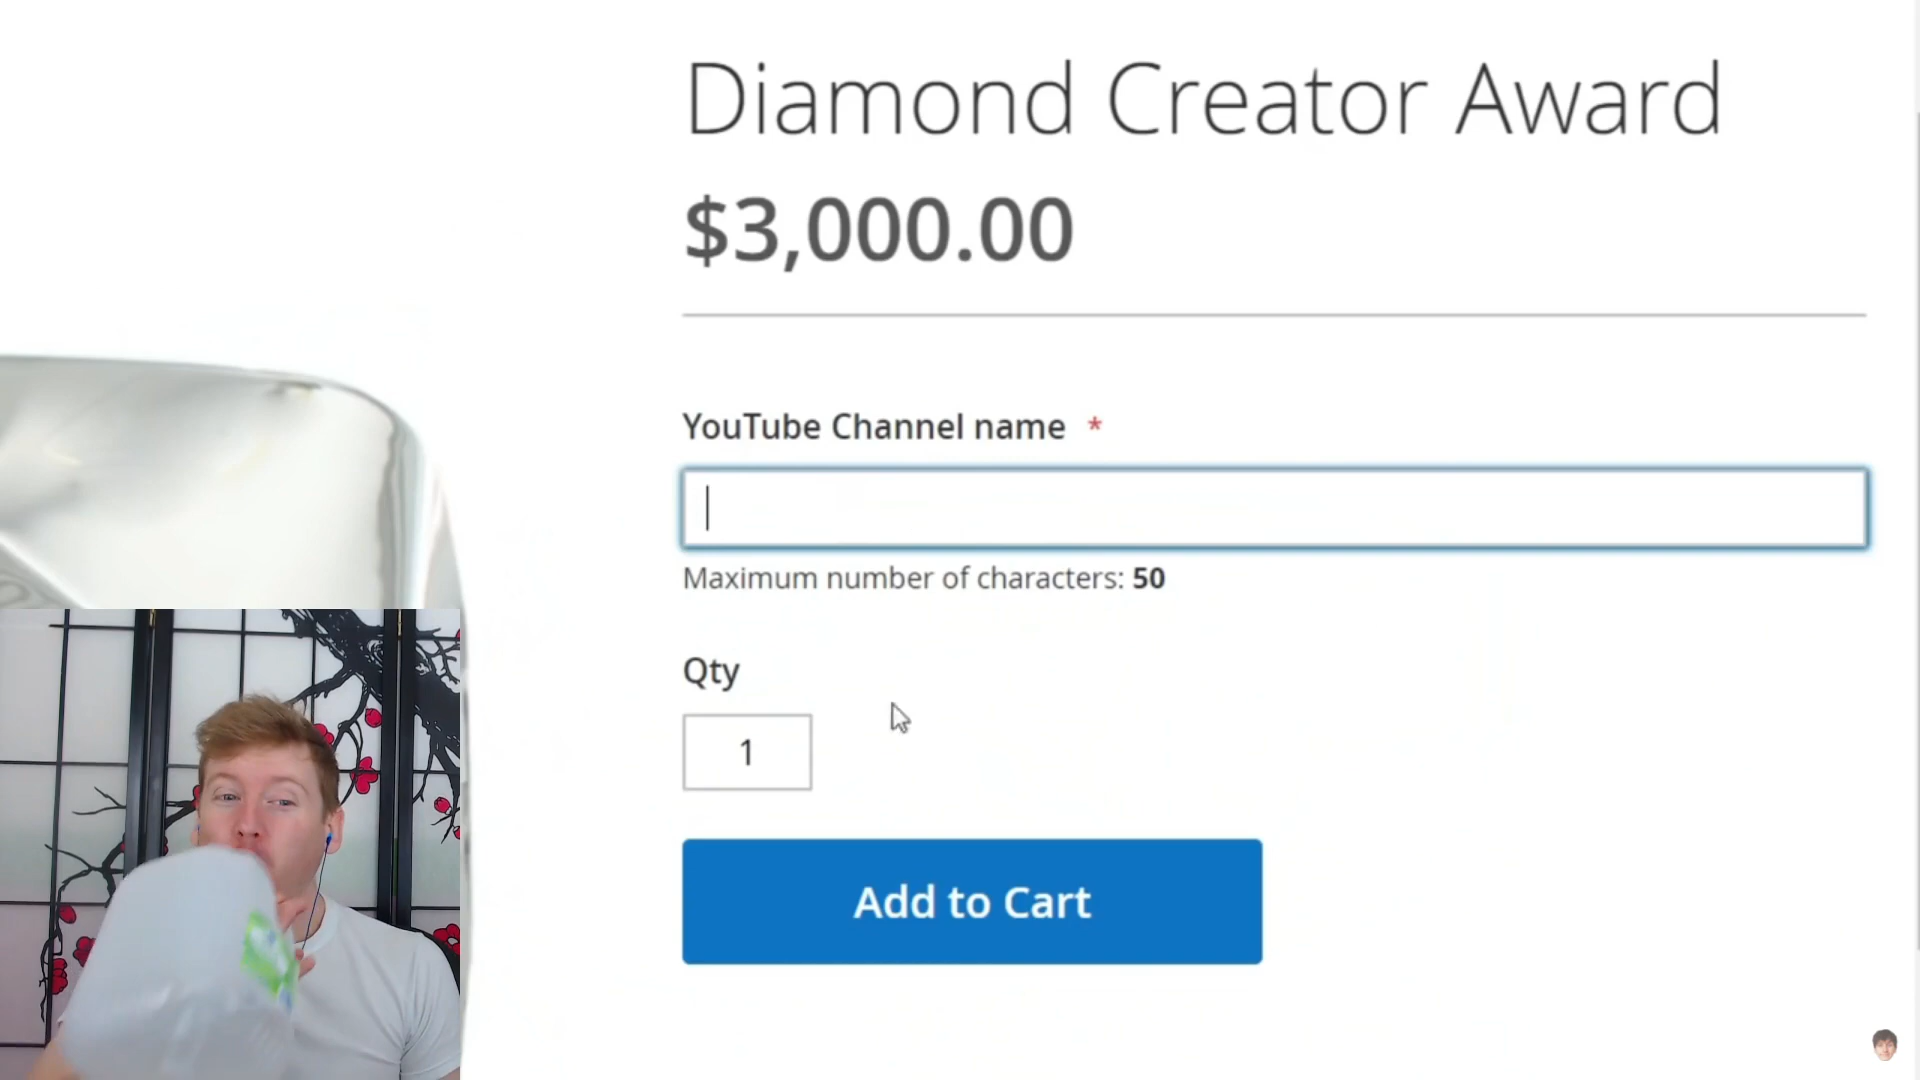 Diamond Creator Award
$3,000.00
YouTube Channel name *
Maximum number of characters: 50
Qty
1
Add to Cart